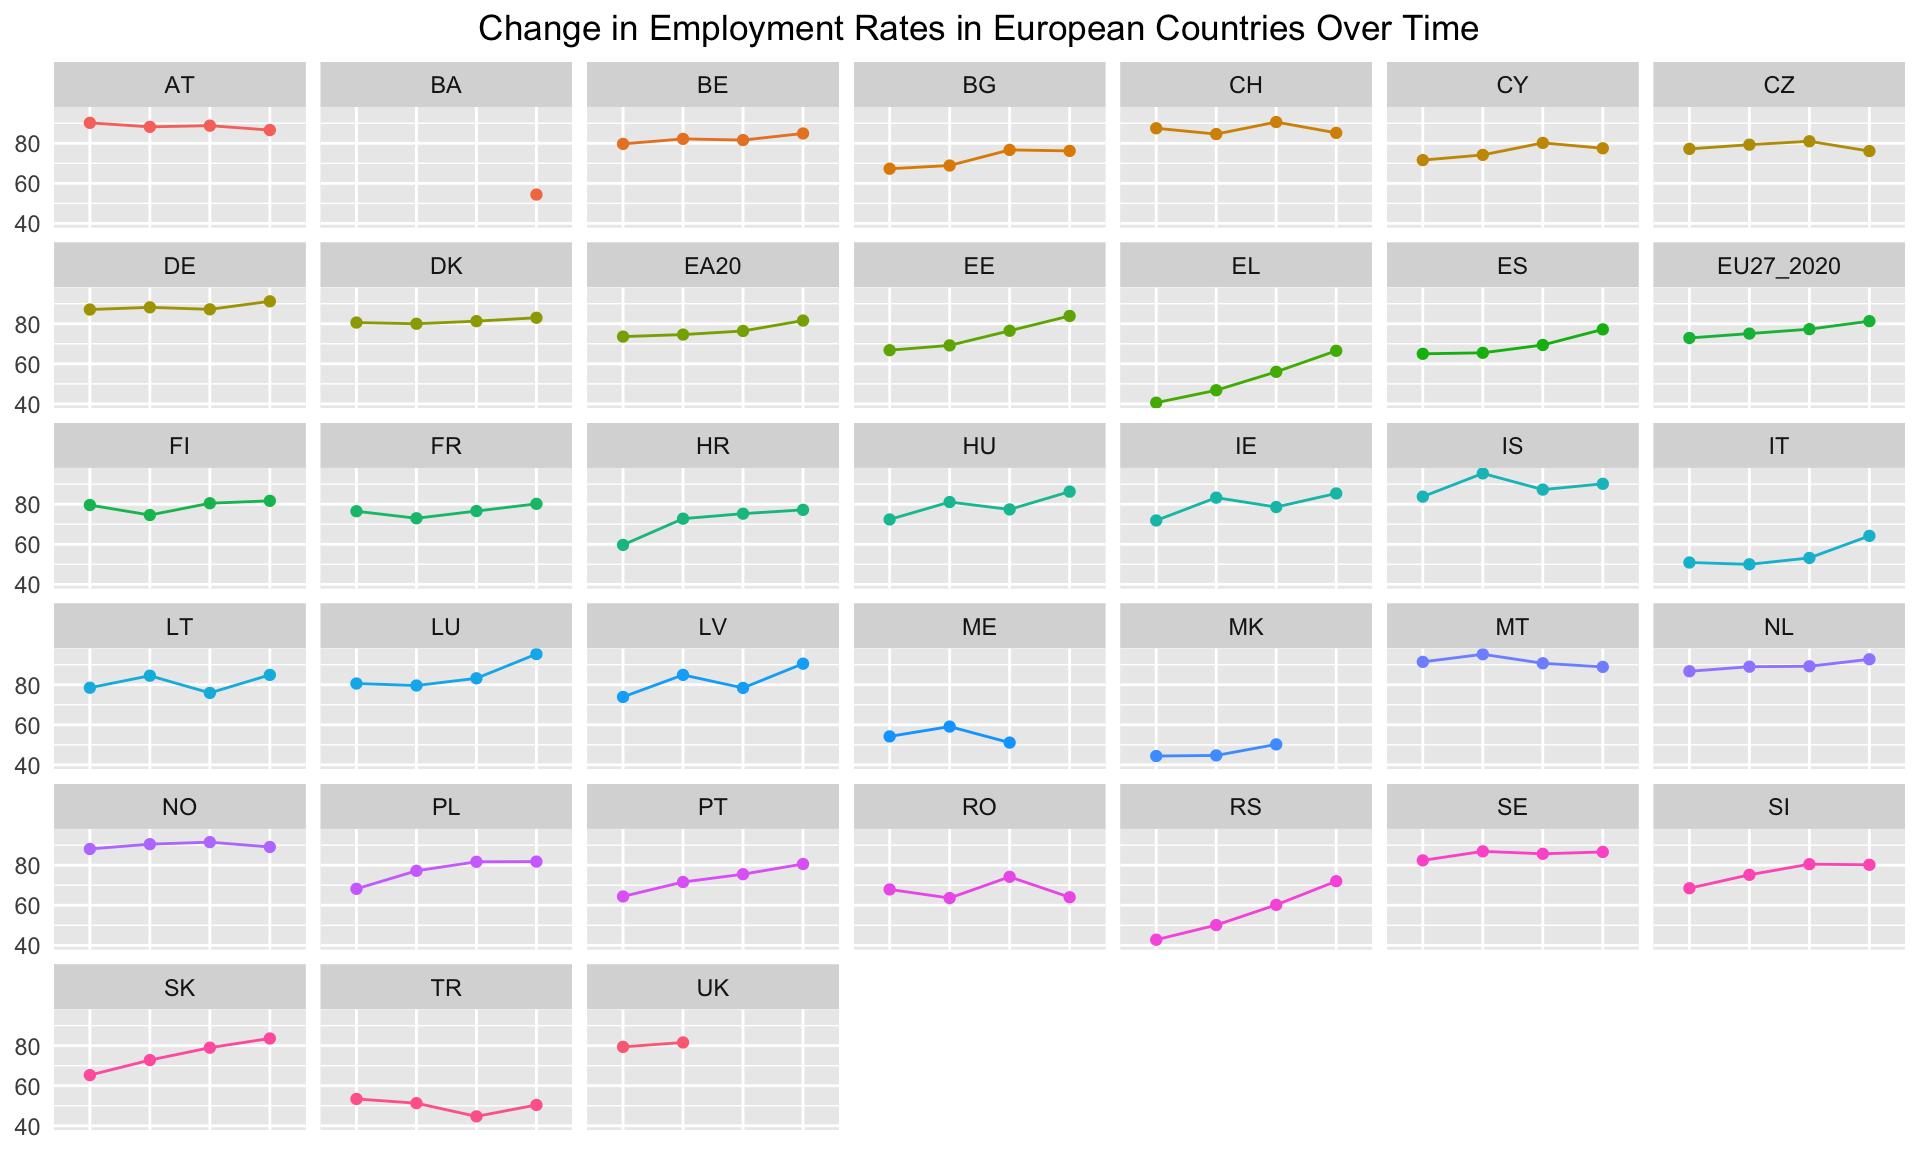 Change in Employment Rates in European Countries Over Time
AT BA BE BG CH CY CZ
80
60
40
DE DK EA20 EE EL ES EU27_2020
80
60
40
FI FR HR HU IE IS IT
80
60
40
LT LU LV ME MK MT NL
80
60
40
NO PL PT RO RS SE SI
80
60
40
SK TR UK
80
60
40